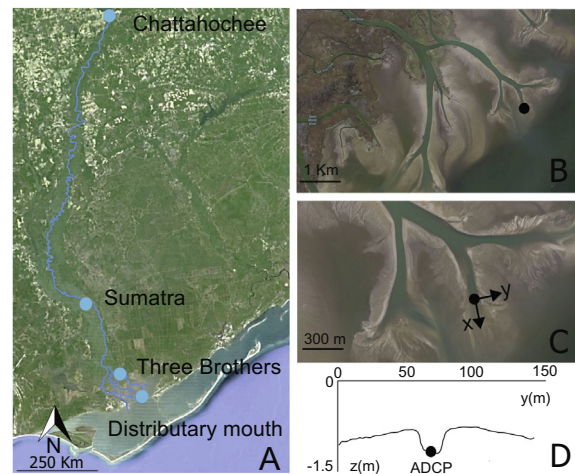 Chattahochee
Sumatra
Three Brothers
Distributary mouth
N
250 Km
A
1 Km
B
y
x
300 m
C
0
0
50
100
150
y(m)
D
-1.5
z(m)
ADCP